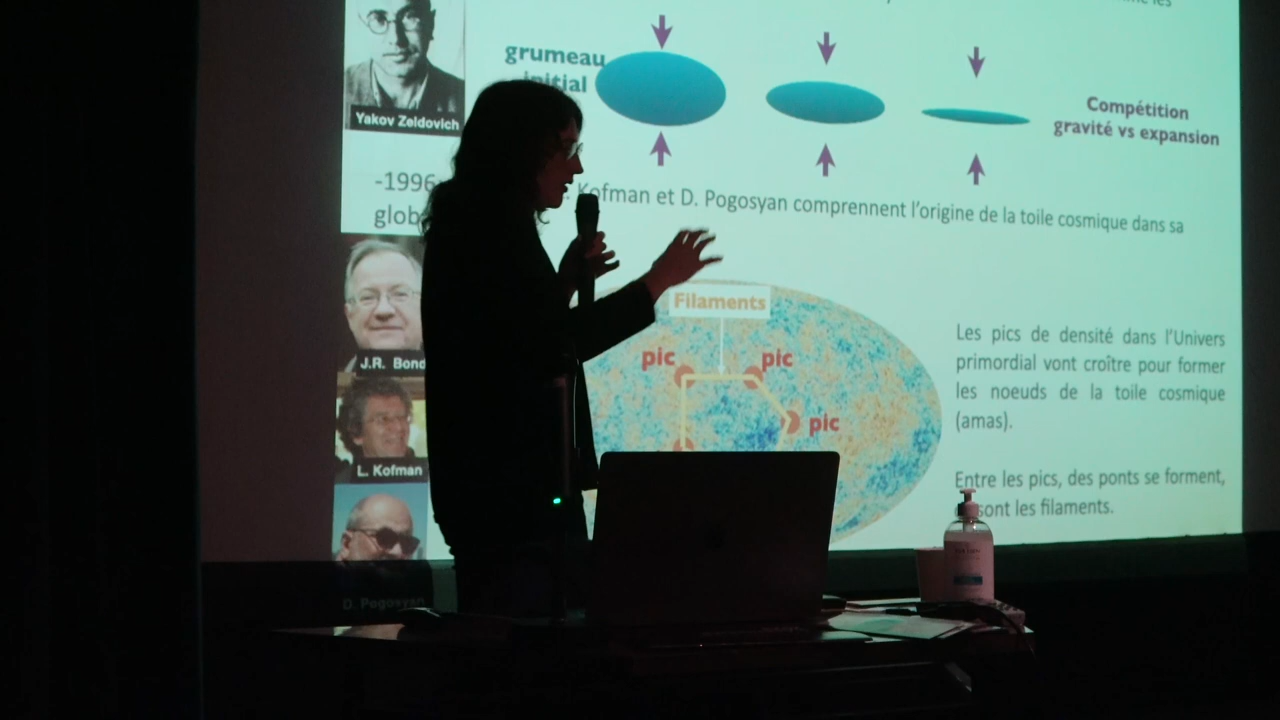 Yakov Zeldovich
grumeau
initial
Compétition
gravité vs expansion
-1996
Kofman et D. Pogosyan comprennent l'origine de la toile cosmique dans sa
glob
J.R. Bond
L. Kofman
D. Pogosyan
Filaments
pic
pic
pic
Les pics de densité dans l'Univers
primordial vont croître pour former
les noeuds de la toile cosmique
(amas).
Entre les pics, des ponts se forment,
sont les filaments.